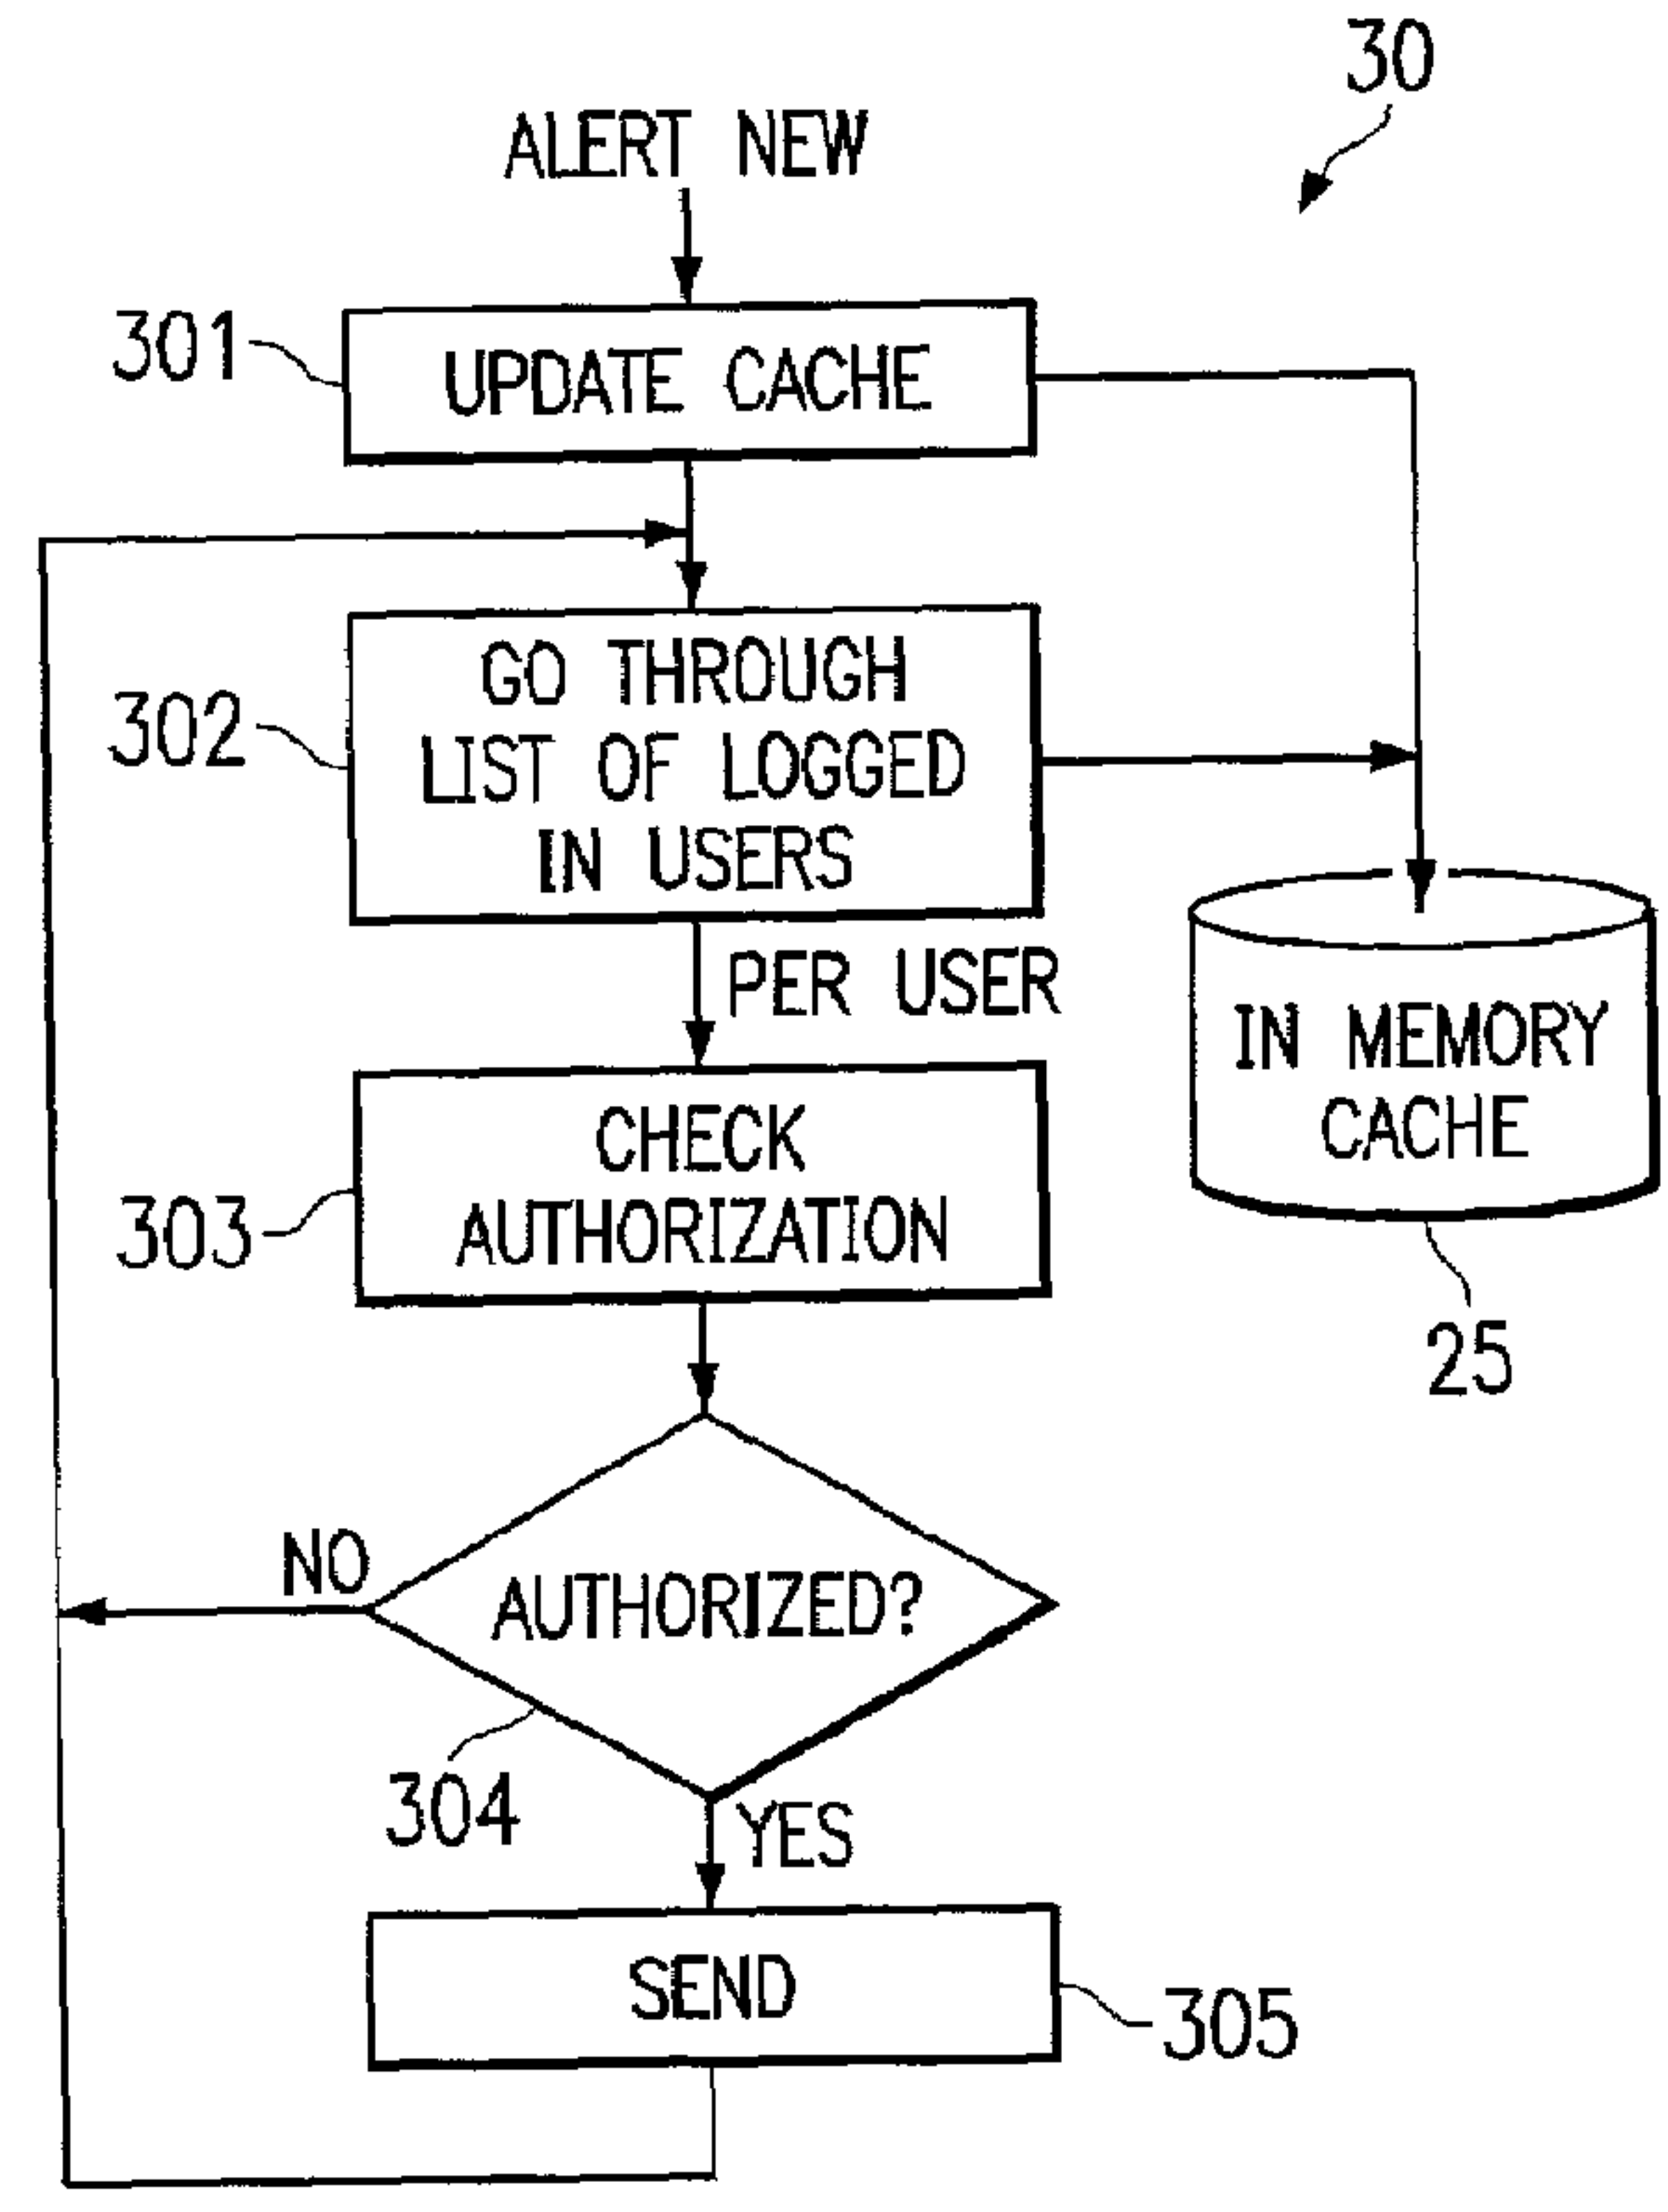 30
ALERT NEW
301
UPDATE CACHE
302
GO THROUGH
LIST OF LOGGED
IN USERS
PER USER
IN MEMORY
CACHE
25
303
CHECK
AUTHORIZATION
NO
AUTHORIZED?
304
YES
SEND
305